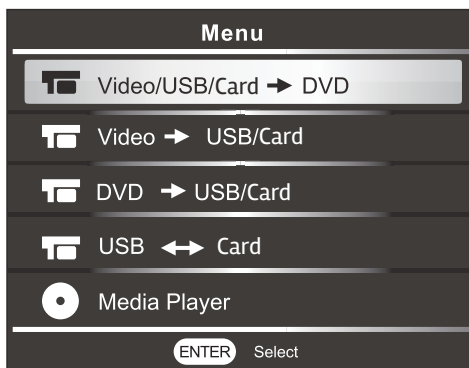 Menu
Video/USB/Card → DVD
Video → USB/Card
DVD → USB/Card
USB ↔ Card
Media Player
ENTER Select